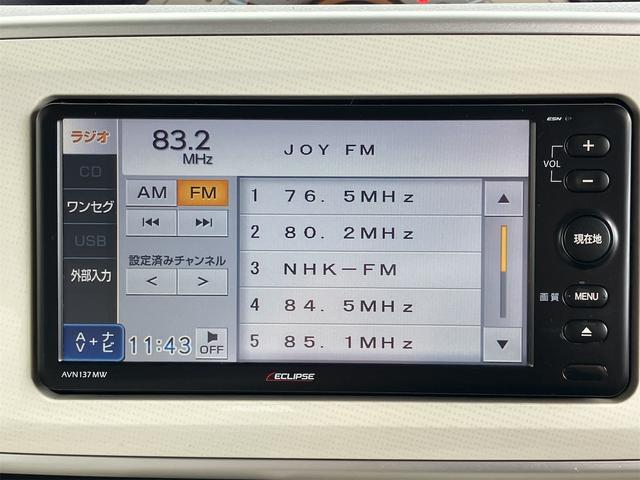 ESN
ラジオ
CD
ワンセグ
USB
外部入力
AV+ナビ
83.2
MHz
JOY FM
AM FM
設定済みチャンネル
< >
11:43
OFF
1 76.5MHz
2 80.2MHz
3 NHK-FM
4 84.5MHz
5 85.1MHz
VOL
+
-
現在地
画質
MENU
AVN137MW
ECLIPSE